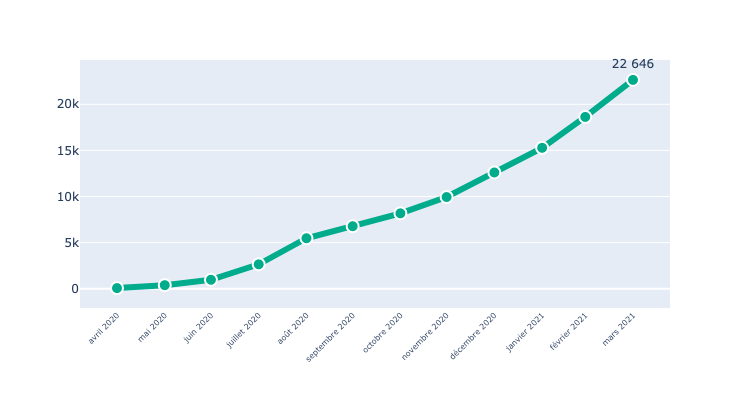 22 646
20k
15k
10k
5k
0
avril 2020
mai 2020
juin 2020
juillet 2020
août 2020
septembre 2020
octobre 2020
novembre 2020
décembre 2020
janvier 2021
février 2021
mars 2021